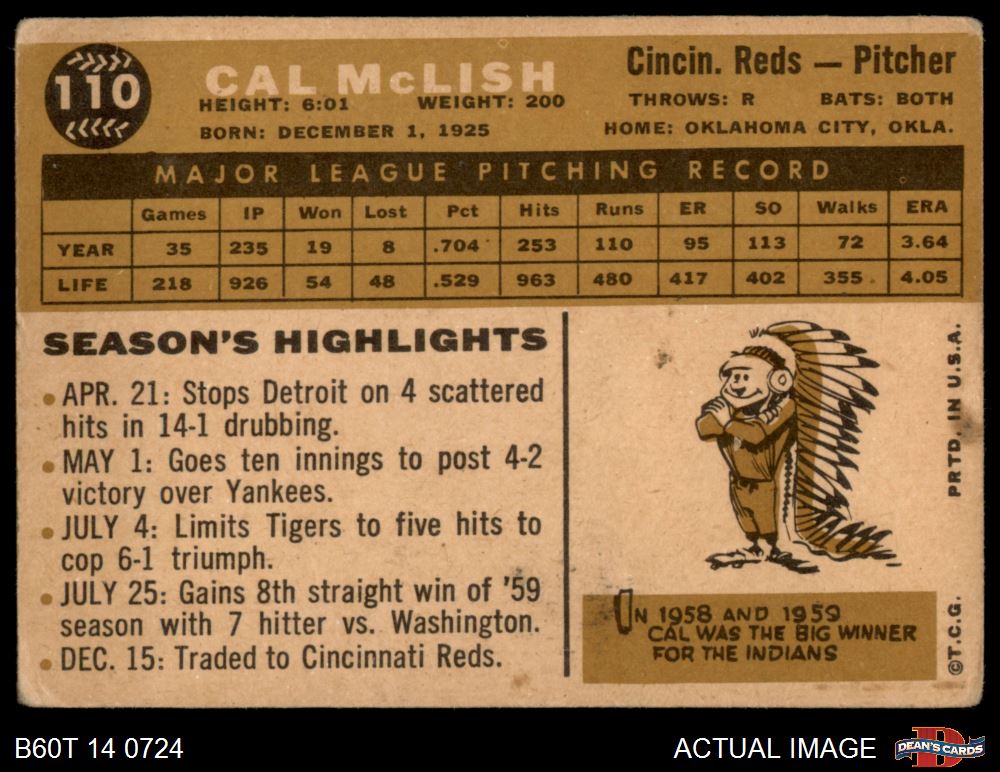 110
CAL McLISH
Cincin. Reds — Pitcher
HEIGHT: 6:01 WEIGHT: 200
THROWS: R BATS: BOTH
BORN: DECEMBER 1, 1925
HOME: OKLAHOMA CITY, OKLA.
MAJOR LEAGUE PITCHING RECORD
Games IP Won Lost Pct Hits Runs ER SO Walks ERA
YEAR 35 235 19 8 .704 253 110 95 113 72 3.64
LIFE 218 926 54 48 .529 963 480 417 402 355 4.05
SEASON'S HIGHLIGHTS
• APR. 21: Stops Detroit on 4 scattered
hits in 14-1 drubbing.
• MAY 1: Goes ten innings to post 4-2
victory over Yankees.
• JULY 4: Limits Tigers to five hits to
cop 6-1 triumph.
• JULY 25: Gains 8th straight win of '59
season with 7 hitter vs. Washington.
• DEC. 15: Traded to Cincinnati Reds.
IN 1958 AND 1959
CAL WAS THE BIG WINNER
FOR THE INDIANS
©T.C.G. PRTD. IN U.S.A.
B60T 14 0724
ACTUAL IMAGE
DEAN'S CARDS